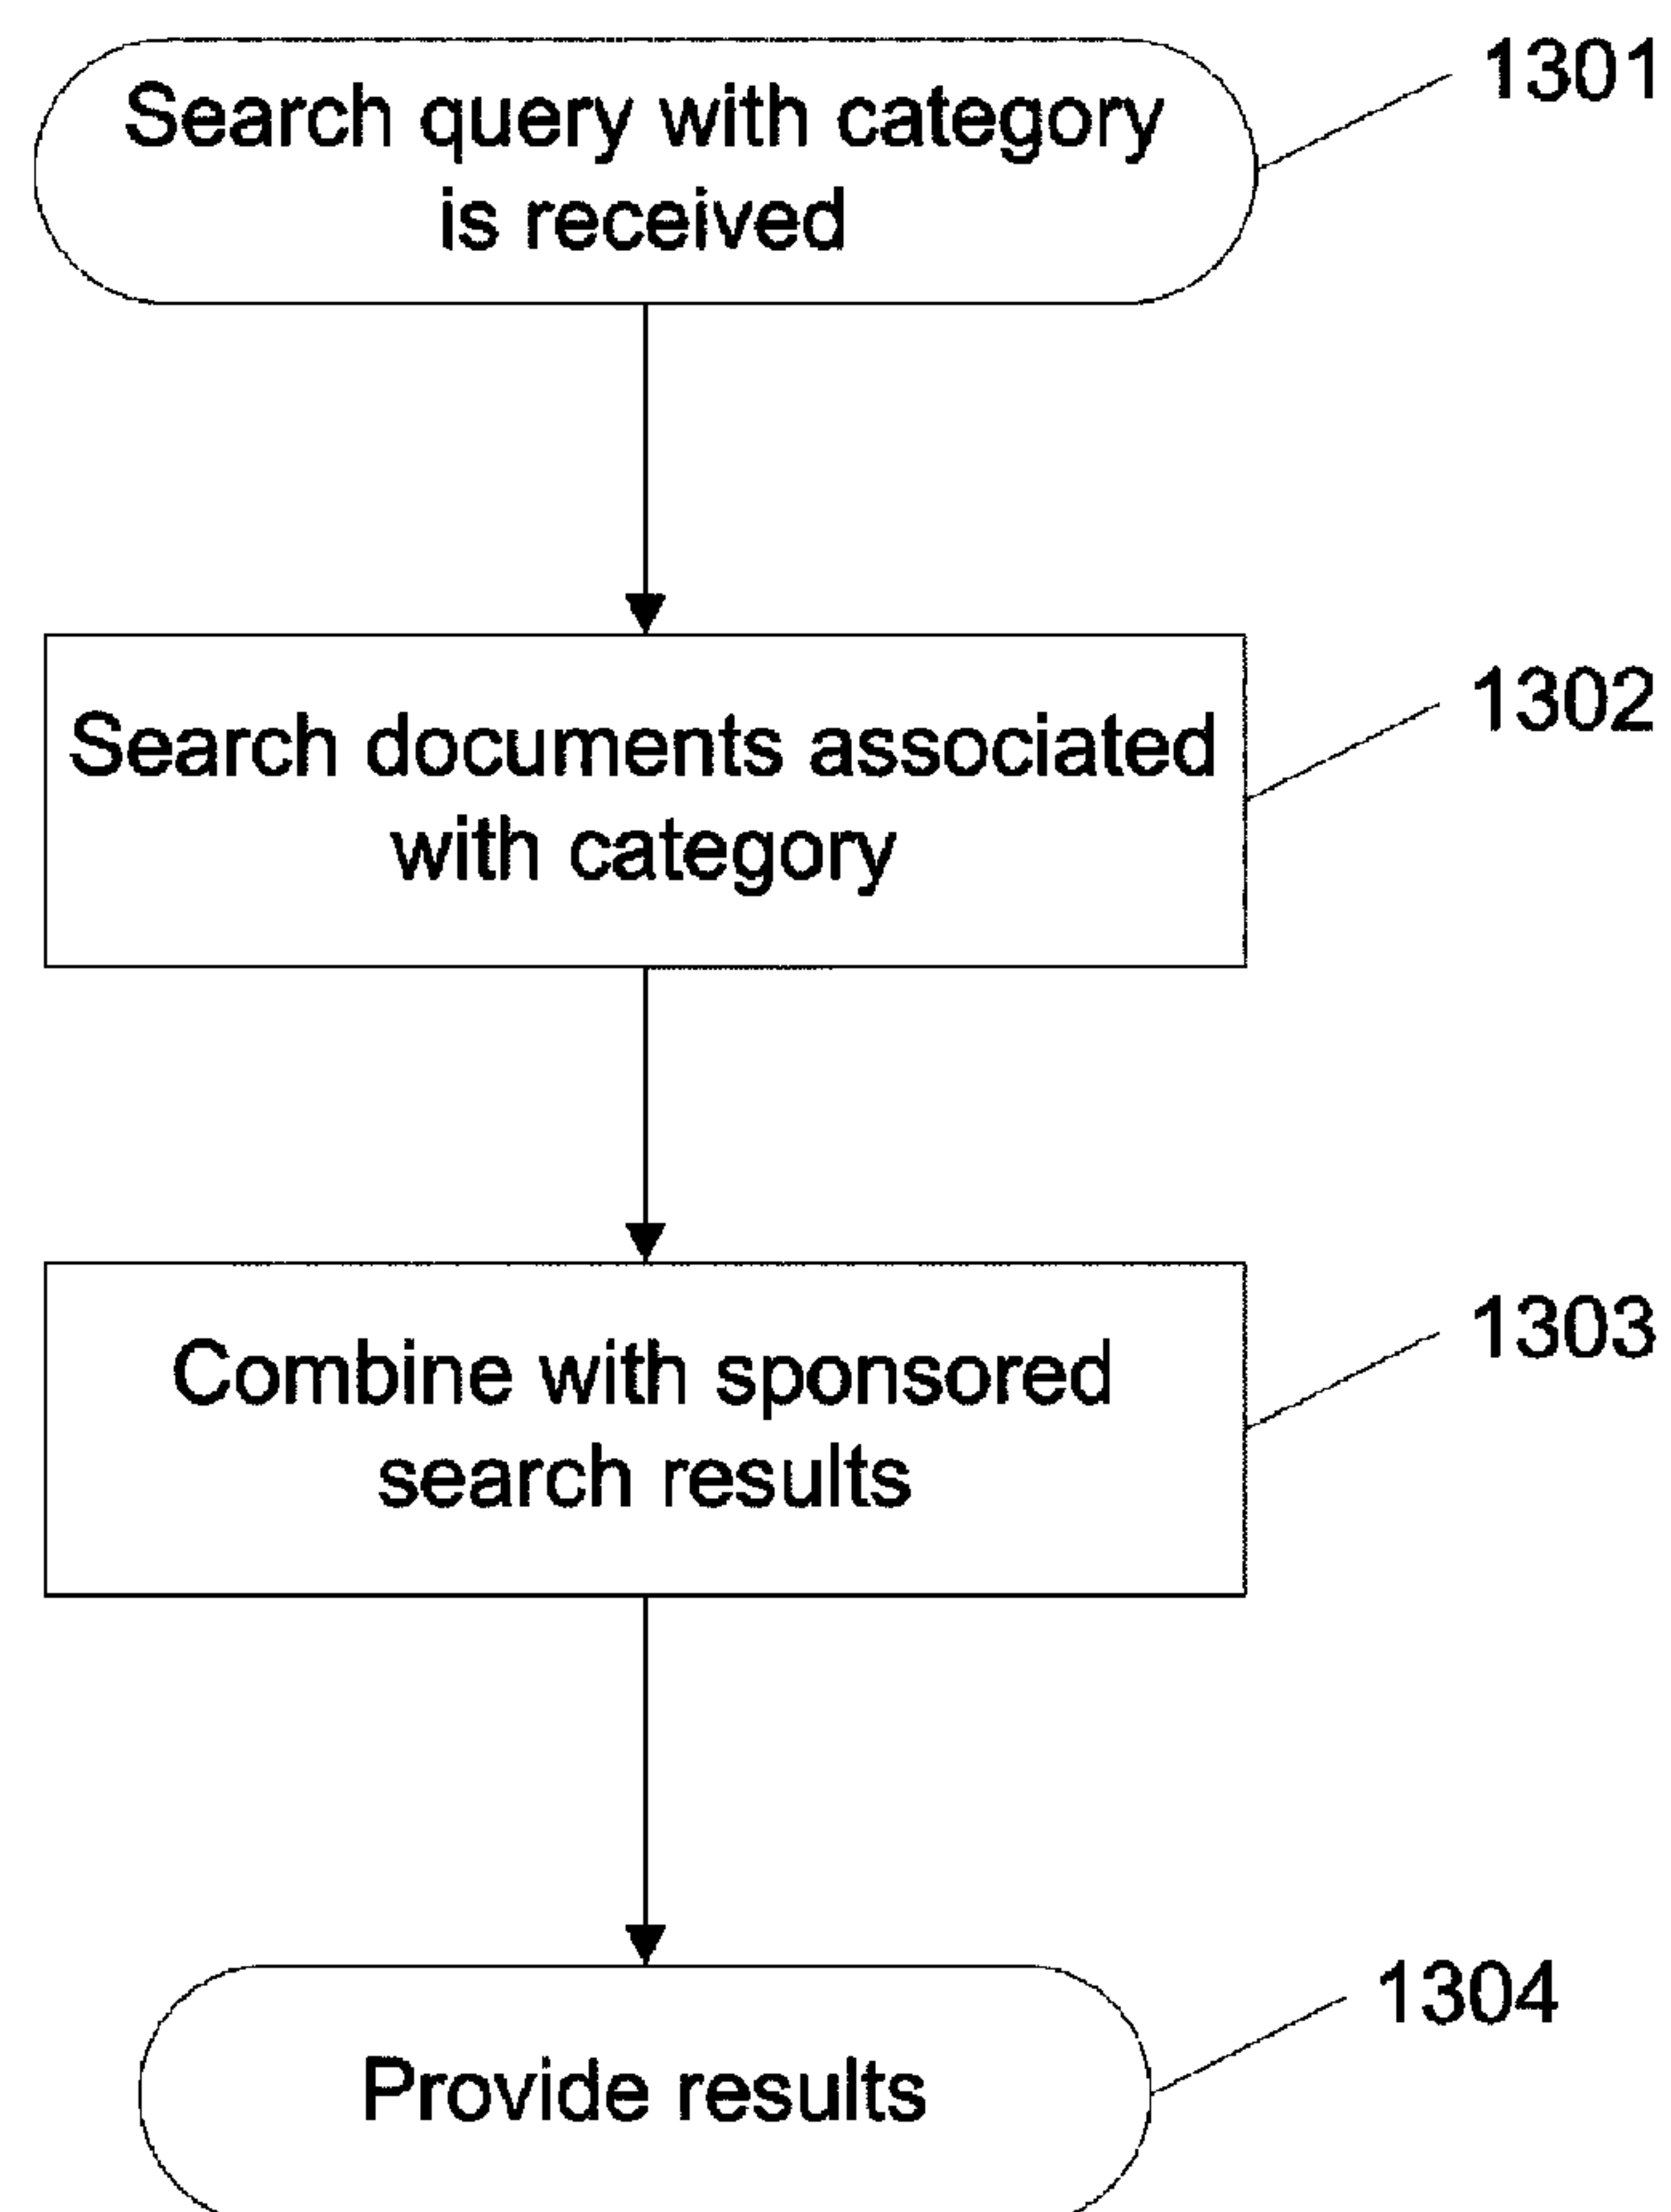 Search query with category
is received
1301
Search documents associated
with category
1302
Combine with sponsored
search results
1303
Provide results
1304